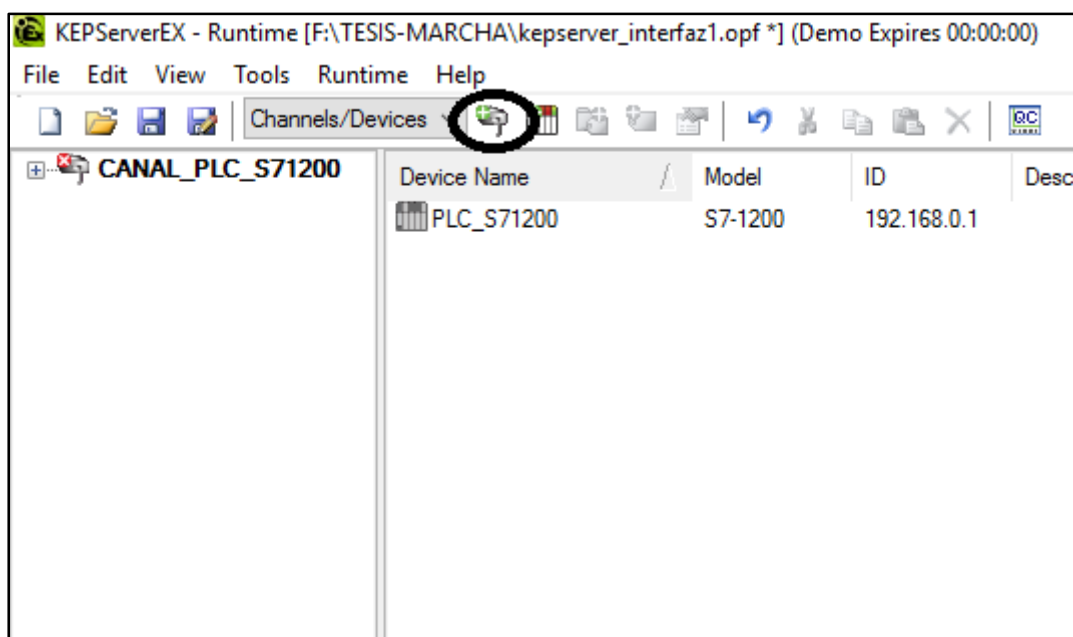 KEPServerEX - Runtime [F:\TESIS-MARCHA\kepserver_interfaz1.opf *] (Demo Expires 00:00:00)
File Edit View Tools Runtime Help
Channels/Devices
QC
CANAL_PLC_S71200
Device Name Model ID Desc
PLC_S71200 S7-1200 192.168.0.1